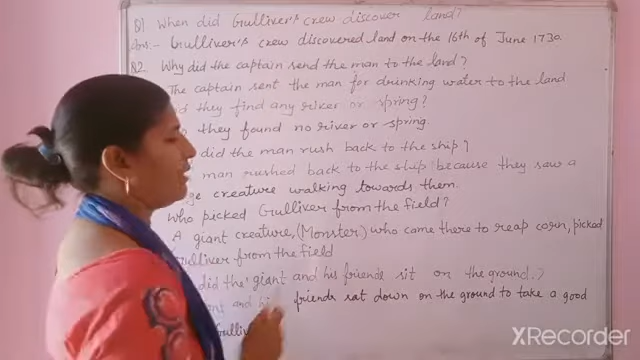 Q1 When did Gulliver's crew discover land?
Ans:- Gulliver's crew discovered land on the 16th of June 1730.
Q2. Why did the captain send the man to the land?
The captain sent the man for drinking water to the land
they find any river or spring?
they found no river or spring.
did the man rush back to the ship?
man rushed back to the ship because they saw a
creature walking towards them.
Who picked Gulliver from the field?
A giant creature, (Monster) who came there to reap corn, picked
Gulliver from the field
did the giant and his friends sit on the ground.?
and his friends sat down on the ground to take a good
XRecorder